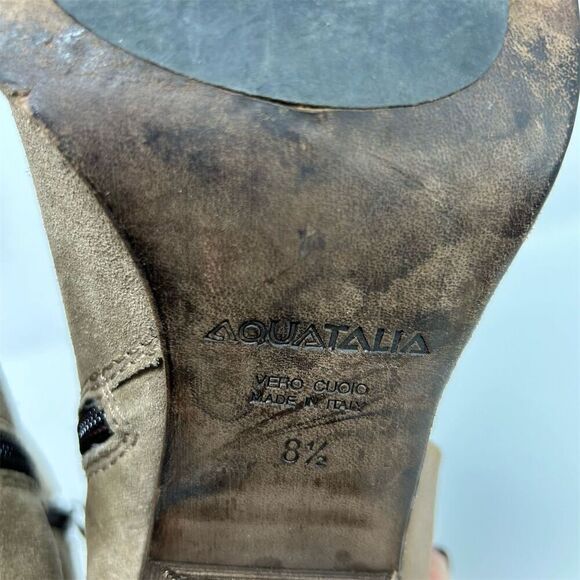 AQUATALIA
VERO CUOIO
MADE IN ITALY
8½